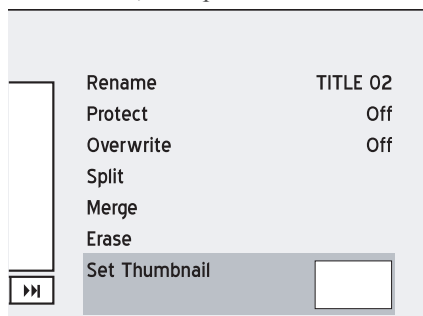 Rename TITLE 02
Protect Off
Overwrite Off
Split
Merge
Erase
Set Thumbnail